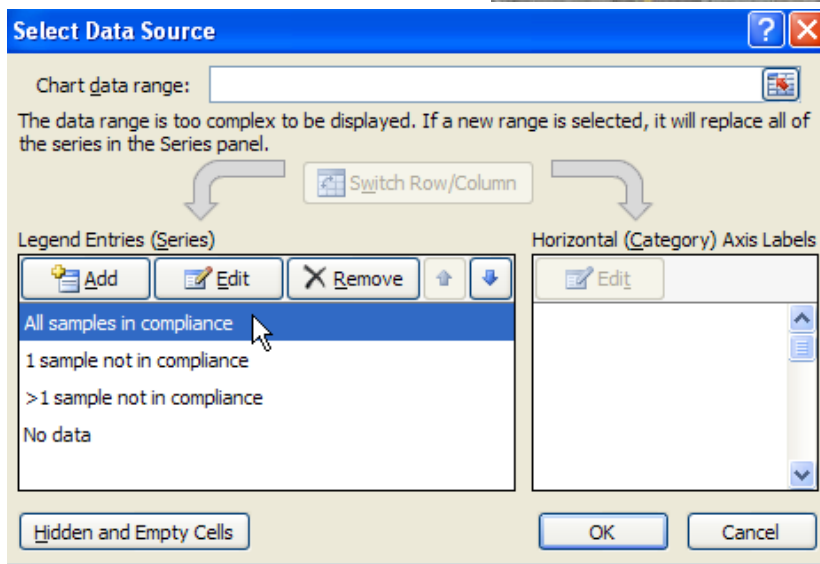 Select Data Source
?
Chart data range:
The data range is too complex to be displayed. If a new range is selected, it will replace all of
the series in the Series panel.
Switch Row/Column
Legend Entries (Series)
Horizontal (Category) Axis Labels
Add
Edit
Remove
Edit
All samples in compliance
1 sample not in compliance
>1 sample not in compliance
No data
Hidden and Empty Cells
OK
Cancel